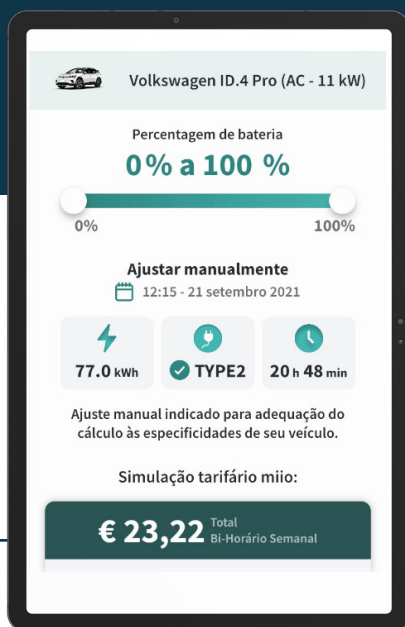 Volkswagen ID.4 Pro (AC - 11 kW)
Percentagem de bateria
0% a 100 %
0% 100%
Ajustar manualmente
12:15 - 21 setembro 2021
77.0 kWh TYPE2 20 h 48 min
Ajuste manual indicado para adequação do
cálculo às especificidades de seu veículo.
Simulação tarifário miio:
€ 23,22 Total
Bi-Horário Semanal